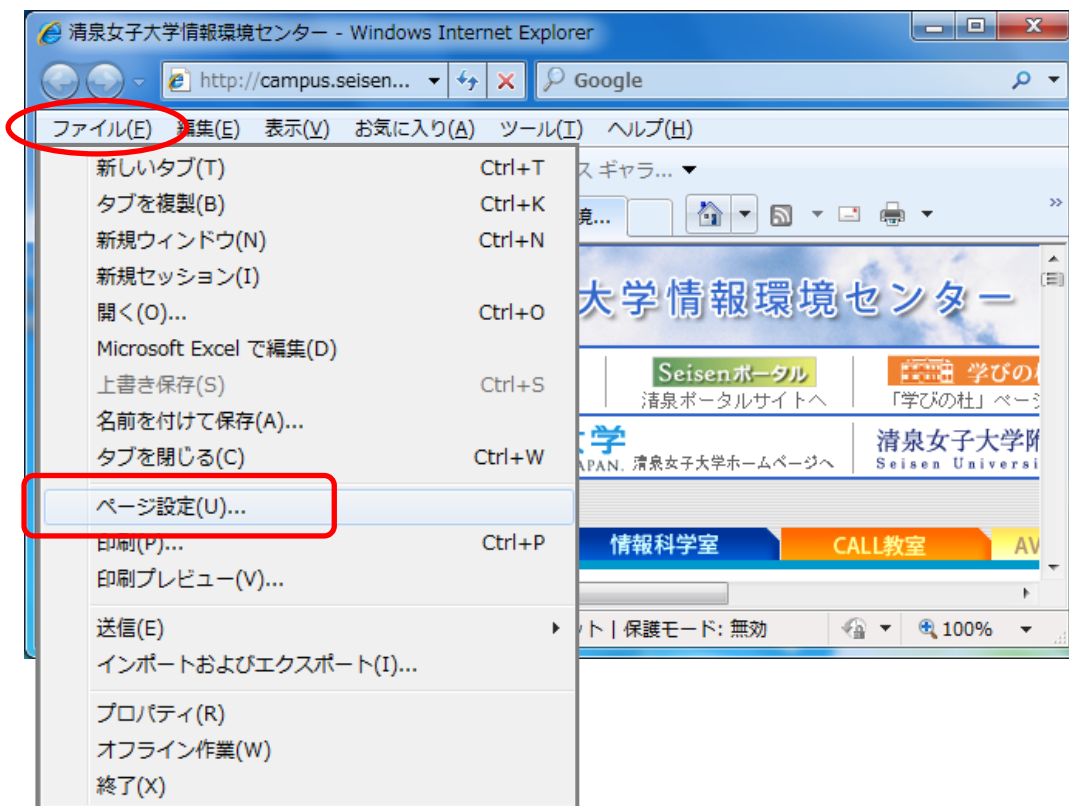 清泉女子大学情報環境センター - Windows Internet Explorer
http://campus.seisen...
Google
ファイル(F) 編集(E) 表示(V) お気に入り(A) ツール(T) ヘルプ(H)
新しいタブ(T) Ctrl+T
ス ギャラ...
タブを複製(B) Ctrl+K
境...
新規ウィンドウ(N) Ctrl+N
新規セッション(I)
開く(O)... Ctrl+O
大学情報環境センター
Microsoft Excel で編集(D)
上書き保存(S) Ctrl+S
Seisenポータル
学びの杜
清泉ポータルサイトへ
「学びの杜」ページ
名前を付けて保存(A)...
タブを閉じる(C) Ctrl+W
大学
JAPAN. 清泉女子大学ホームページへ
清泉女子大学附
Seisen Universi
ページ設定(U)...
印刷(P)... Ctrl+P
情報科学室
CALL教室
AV
印刷プレビュー(V)...
送信(E)
ット | 保護モード: 無効
100%
インポートおよびエクスポート(I)...
プロパティ(R)
オフライン作業(W)
終了(X)